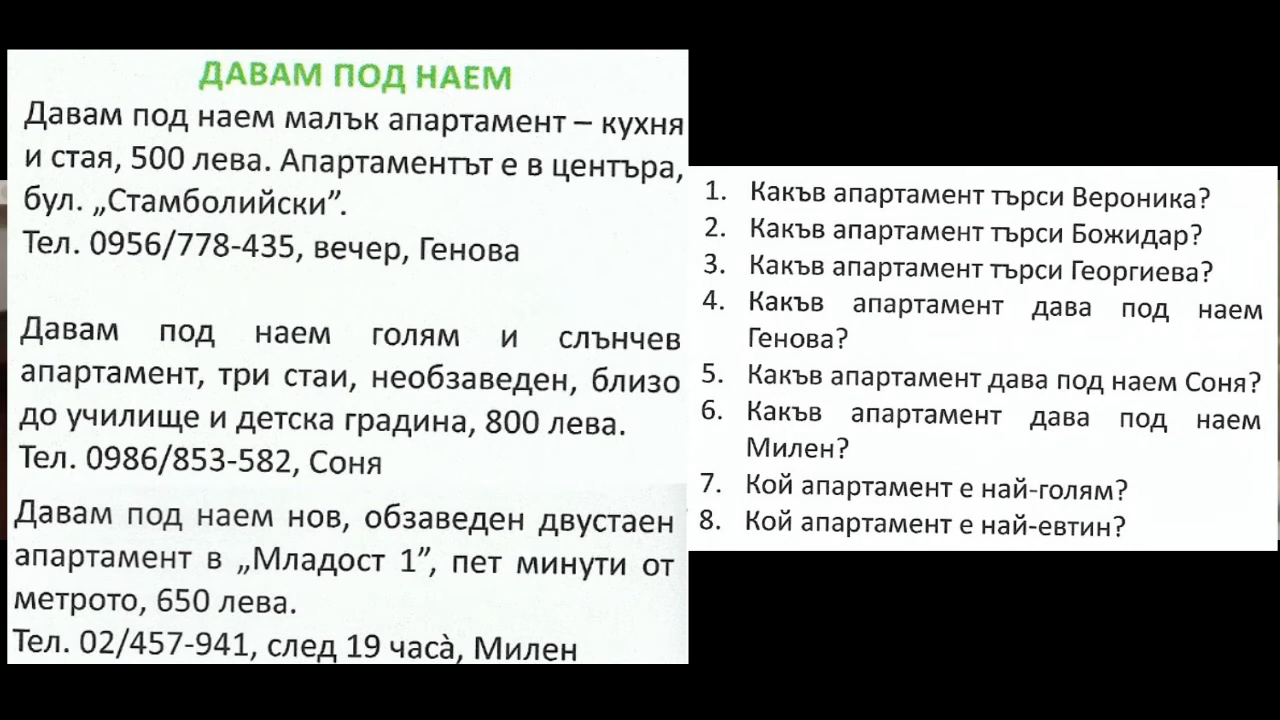 ДАВАМ ПОД НАЕМ
Давам под наем малък апартамент – кухня
и стая, 500 лева. Апартаментът е в центъра,
бул. „Стамболийски”.
Тел. 0956/778-435, вечер, Генова
Давам под наем голям и слънчев
апартамент, три стаи, необзаведен, близо
до училище и детска градина, 800 лева.
Тел. 0986/853-582, Соня
Давам под наем нов, обзаведен двустаен
апартамент в „Младост 1”, пет минути от
метрото, 650 лева.
Тел. 02/457-941, след 19 часà, Милен
1. Какъв апартамент търси Вероника?
2. Какъв апартамент търси Божидар?
3. Какъв апартамент търси Георгиева?
4. Какъв апартамент дава под наем
Генова?
5. Какъв апартамент дава под наем Соня?
6. Какъв апартамент дава под наем
Милен?
7. Кой апартамент е най-голям?
8. Кой апартамент е най-евтин?